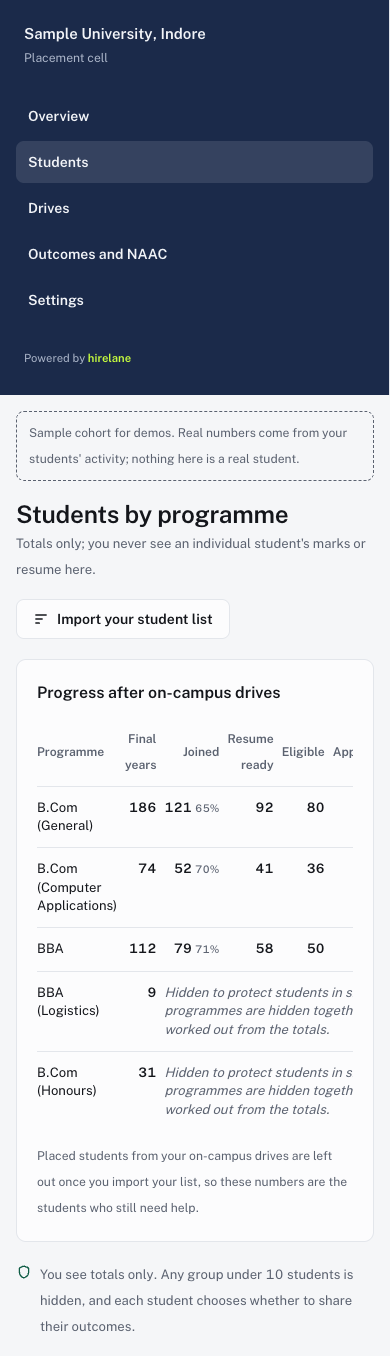 Sample University, Indore
Placement cell
Overview
Students
Drives
Outcomes and NAAC
Settings
Powered by hirelane
Sample cohort for demos. Real numbers come from your
students' activity; nothing here is a real student.
Students by programme
Totals only; you never see an individual student's marks or
resume here.
Import your student list
Progress after on-campus drives
Programme Final years Joined Resume ready Eligible
B.Com (General) 186 121 65% 92 80
B.Com (Computer Applications) 74 52 70% 41 36
BBA 112 79 71% 58 50
BBA (Logistics) 9 Hidden to protect students in s
programmes are hidden togeth
worked out from the totals.
B.Com (Honours) 31 Hidden to protect students in s
programmes are hidden togeth
worked out from the totals.
Placed students from your on-campus drives are left
out once you import your list, so these numbers are the
students who still need help.
You see totals only. Any group under 10 students is
hidden, and each student chooses whether to share
their outcomes.